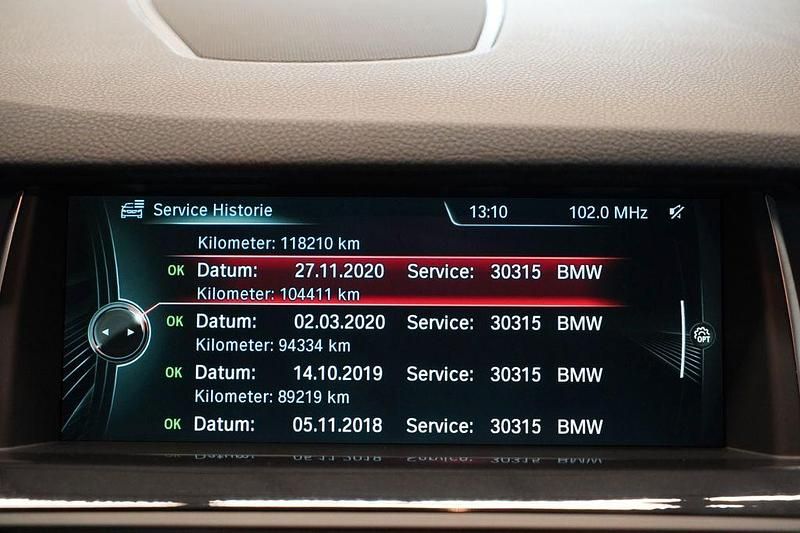 Service Historie 13:10 102.0 MHz
Kilometer: 118210 km
OK Datum: 27.11.2020 Service: 30315 BMW
Kilometer: 104411 km
OK Datum: 02.03.2020 Service: 30315 BMW
Kilometer: 94334 km
OPT
OK Datum: 14.10.2019 Service: 30315 BMW
Kilometer: 89219 km
OK Datum: 05.11.2018 Service: 30315 BMW